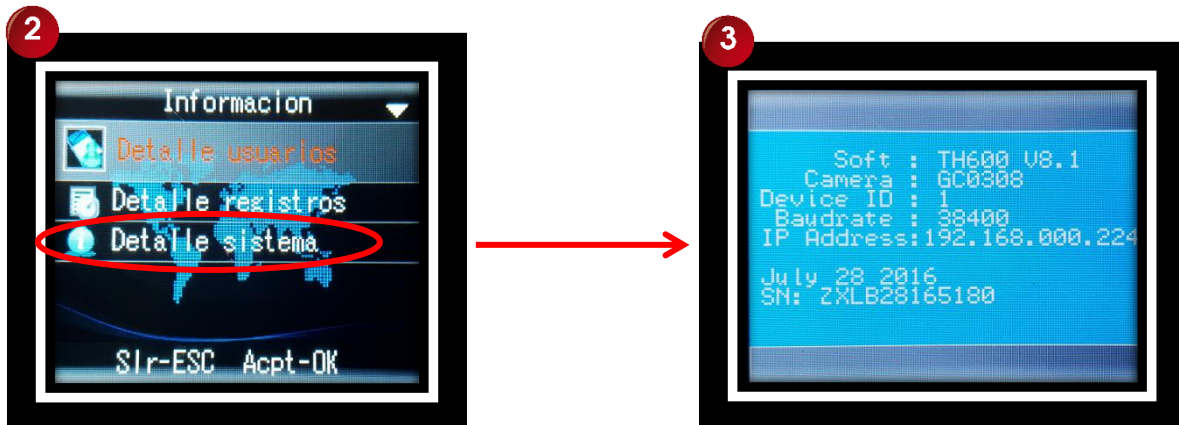 2
Informacion
Detalle usuarios
Detalle registros
Detalle sistema
Slr-ESC Acpt-OK
3
Soft : TH600 V8.1
Camera : GC0308
Device ID : 1
Baudrate : 38400
IP Address:192.168.000.224
July 28 2016
SN: ZXLB28165180